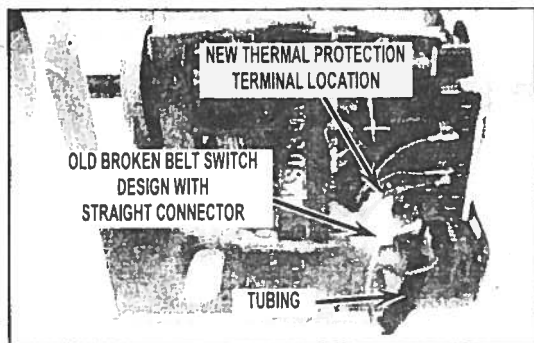 NEW THERMAL PROTECTION
TERMINAL LOCATION
OLD BROKEN BELT SWITCH
DESIGN WITH
STRAIGHT CONNECTOR
TUBING